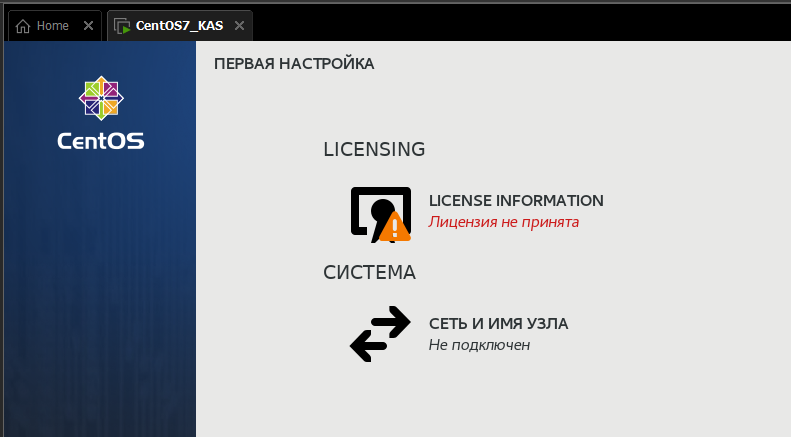 Home
CentOS7_KAS
CentOS
ПЕРВАЯ НАСТРОЙКА
LICENSING
LICENSE INFORMATION
Лицензия не принята
СИСТЕМА
СЕТЬ И ИМЯ УЗЛА
Не подключен